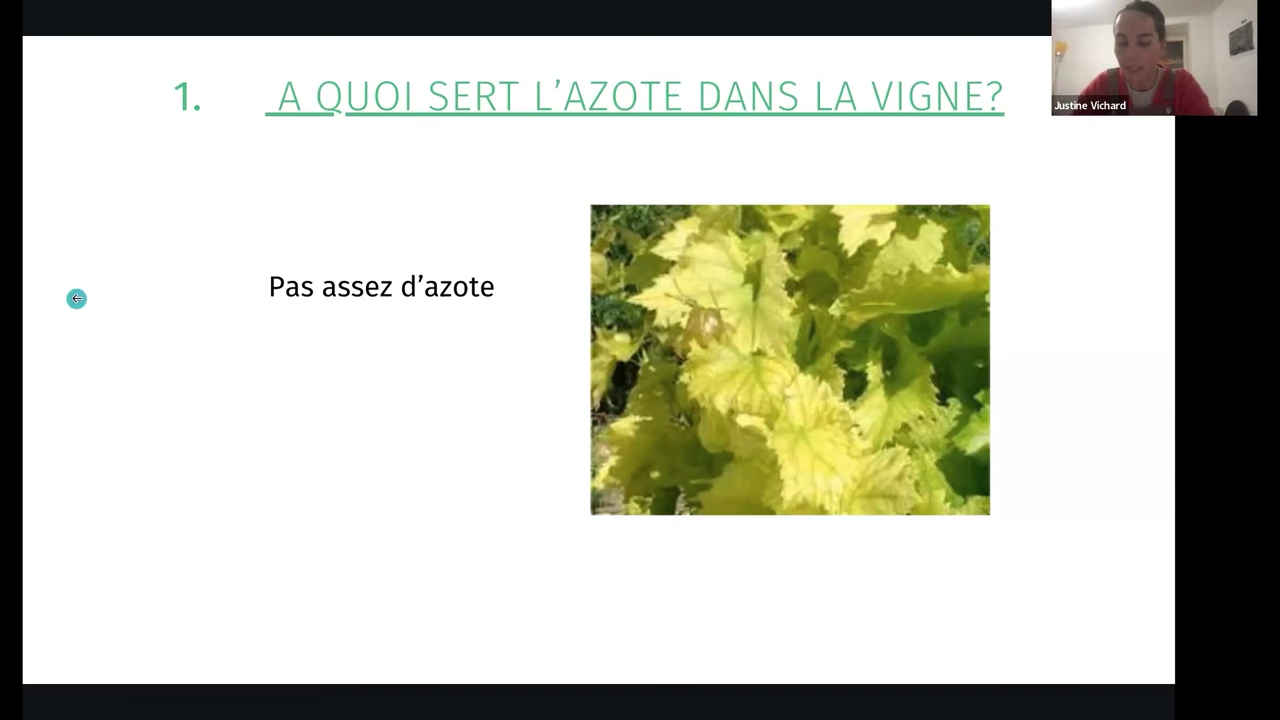 1. A QUOI SERT L’AZOTE DANS LA VIGNE?
Justine Vichard
Pas assez d’azote